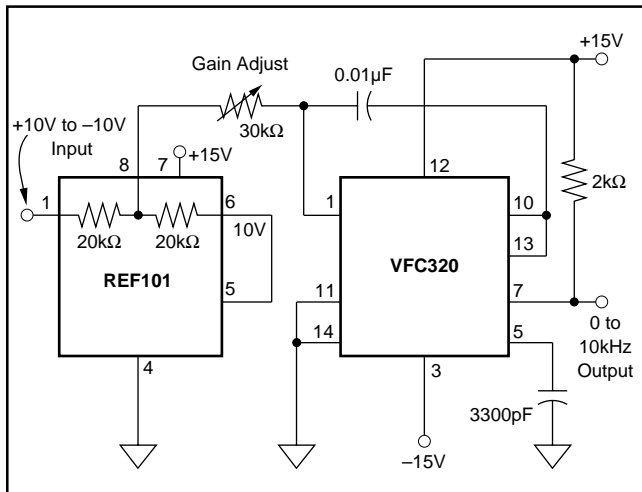 +15V
Gain Adjust
0.01µF
30kΩ
+10V to –10V
Input
8
7
+15V
12
2kΩ
1
6
1
10
20kΩ
20kΩ
10V
13
REF101
VFC320
5
11
7
14
5
0 to
10kHz
Output
4
3
3300pF
–15V